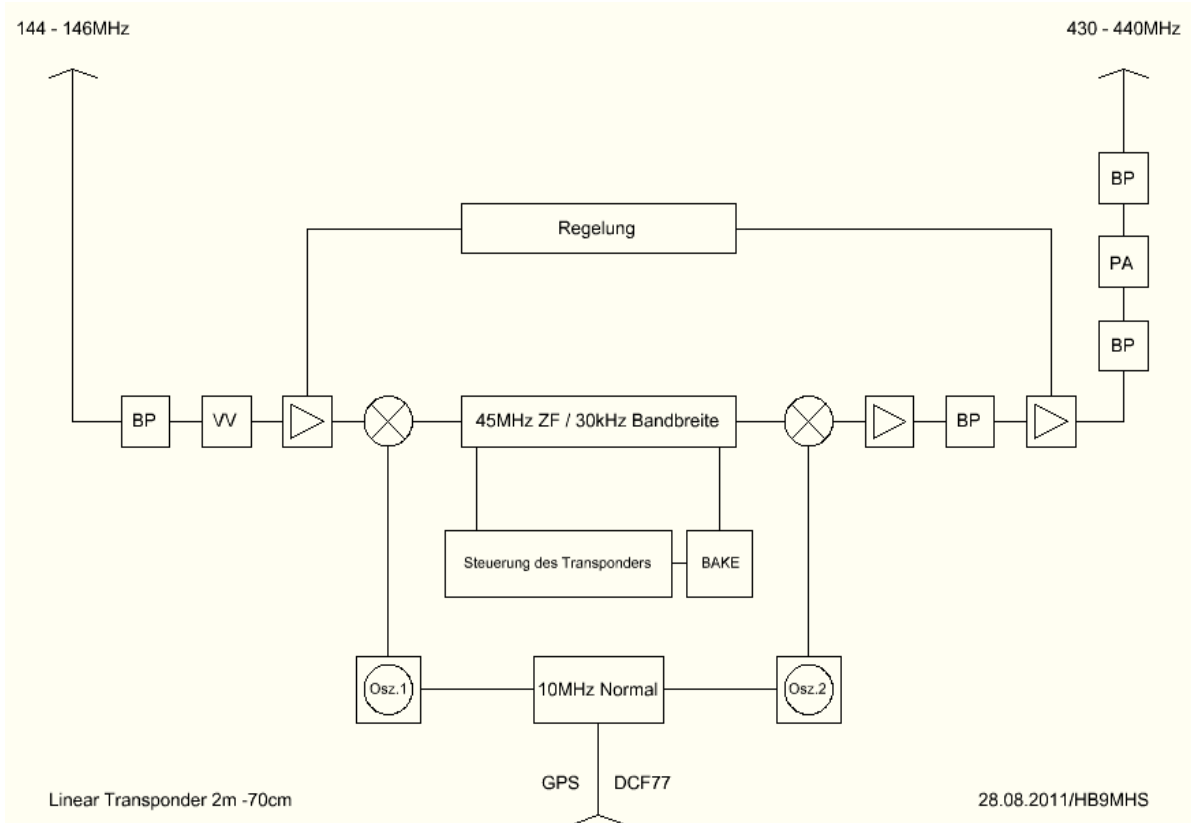 144 - 146MHz
430 - 440MHz
BP
Regelung
PA
BP
BP
VV
45MHz ZF / 30kHz Bandbreite
BP
Steuerung des Transponders
BAKE
Osz.1
10MHz Normal
Osz.2
GPS
DCF77
Linear Transponder 2m -70cm
28.08.2011/HB9MHS